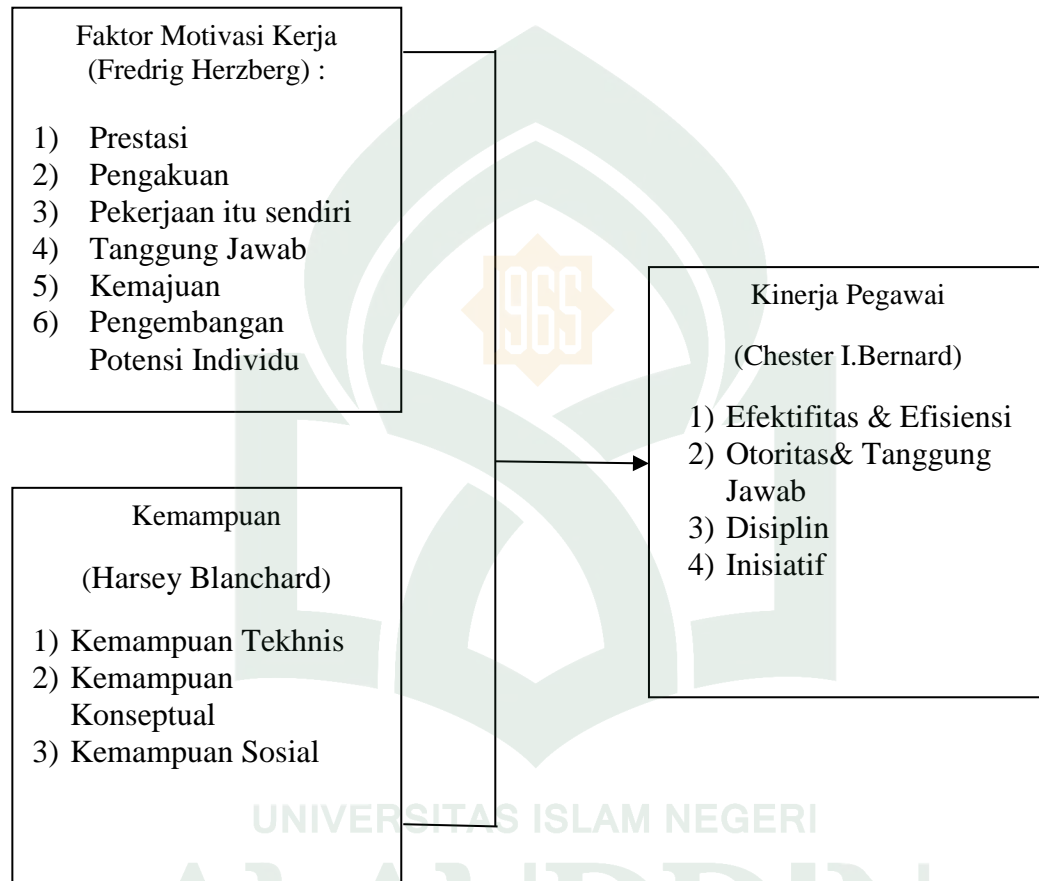 Faktor Motivasi Kerja
(Fredrig Herzberg) :
1) Prestasi
2) Pengakuan
3) Pekerjaan itu sendiri
4) Tanggung Jawab
5) Kemajuan
6) Pengembangan
Potensi Individu
Kemampuan
(Harsey Blanchard)
1) Kemampuan Tekhnis
2) Kemampuan
Konseptual
3) Kemampuan Sosial
Kinerja Pegawai
(Chester I.Bernard)
1) Efektifitas & Efisiensi
2) Otoritas& Tanggung
Jawab
3) Disiplin
4) Inisiatif
1965
UNIVERSITAS ISLAM NEGERI
ALAUDDIN